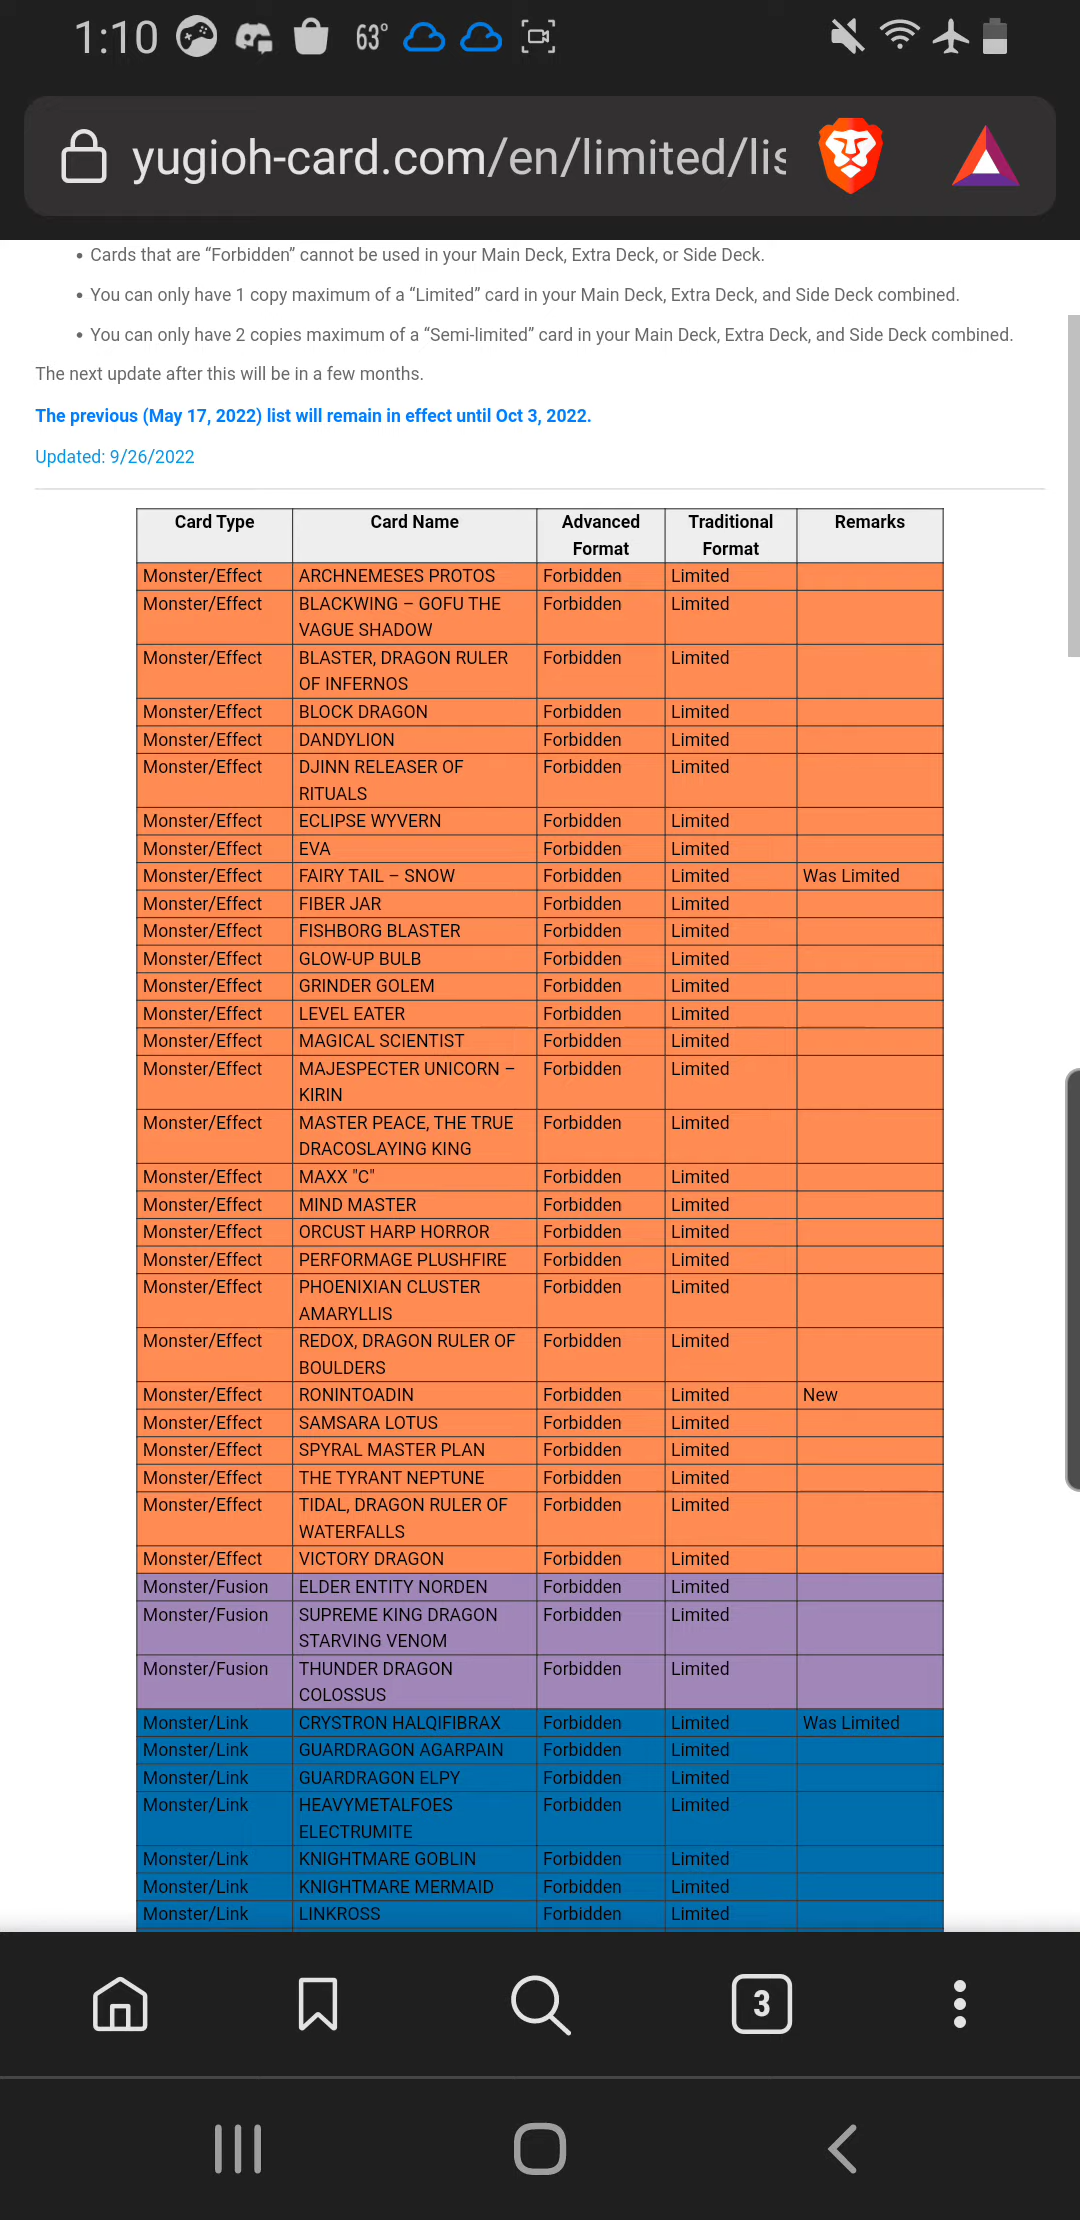 1:10 63°
yugioh-card.com/en/limited/lis
• Cards that are “Forbidden” cannot be used in your Main Deck, Extra Deck, or Side Deck.
• You can only have 1 copy maximum of a “Limited” card in your Main Deck, Extra Deck, and Side Deck combined.
• You can only have 2 copies maximum of a “Semi-limited” card in your Main Deck, Extra Deck, and Side Deck combined.
The next update after this will be in a few months.
The previous (May 17, 2022) list will remain in effect until Oct 3, 2022.
Updated: 9/26/2022
Card Type Card Name Advanced Traditional Remarks
Format Format
Monster/Effect ARCHNEMESES PROTOS Forbidden Limited
Monster/Effect BLACKWING – GOFU THE Forbidden Limited
VAGUE SHADOW
Monster/Effect BLASTER, DRAGON RULER Forbidden Limited
OF INFERNOS
Monster/Effect BLOCK DRAGON Forbidden Limited
Monster/Effect DANDYLION Forbidden Limited
Monster/Effect DJINN RELEASER OF Forbidden Limited
RITUALS
Monster/Effect ECLIPSE WYVERN Forbidden Limited
Monster/Effect EVA Forbidden Limited
Monster/Effect FAIRY TAIL – SNOW Forbidden Limited Was Limited
Monster/Effect FIBER JAR Forbidden Limited
Monster/Effect FISHBORG BLASTER Forbidden Limited
Monster/Effect GLOW-UP BULB Forbidden Limited
Monster/Effect GRINDER GOLEM Forbidden Limited
Monster/Effect LEVEL EATER Forbidden Limited
Monster/Effect MAGICAL SCIENTIST Forbidden Limited
Monster/Effect MAJESPECTER UNICORN – Forbidden Limited
KIRIN
Monster/Effect MASTER PEACE, THE TRUE Forbidden Limited
DRACOSLAYING KING
Monster/Effect MAXX "C" Forbidden Limited
Monster/Effect MIND MASTER Forbidden Limited
Monster/Effect ORCUST HARP HORROR Forbidden Limited
Monster/Effect PERFORMAGE PLUSHFIRE Forbidden Limited
Monster/Effect PHOENIXIAN CLUSTER Forbidden Limited
AMARYLLIS
Monster/Effect REDOX, DRAGON RULER OF Forbidden Limited
BOULDERS
Monster/Effect RONINTOADIN Forbidden Limited New
Monster/Effect SAMSARA LOTUS Forbidden Limited
Monster/Effect SPYRAL MASTER PLAN Forbidden Limited
Monster/Effect THE TYRANT NEPTUNE Forbidden Limited
Monster/Effect TIDAL, DRAGON RULER OF Forbidden Limited
WATERFALLS
Monster/Effect VICTORY DRAGON Forbidden Limited
Monster/Fusion ELDER ENTITY NORDEN Forbidden Limited
Monster/Fusion SUPREME KING DRAGON Forbidden Limited
STARVING VENOM
Monster/Fusion THUNDER DRAGON Forbidden Limited
COLOSSUS
Monster/Link CRYSTRON HALQIFIBRAX Forbidden Limited Was Limited
Monster/Link GUARDRAGON AGARPAIN Forbidden Limited
Monster/Link GUARDRAGON ELPY Forbidden Limited
Monster/Link HEAVYMETALFOES Forbidden Limited
ELECTRUMITE
Monster/Link KNIGHTMARE GOBLIN Forbidden Limited
Monster/Link KNIGHTMARE MERMAID Forbidden Limited
Monster/Link LINKROSS Forbidden Limited
3